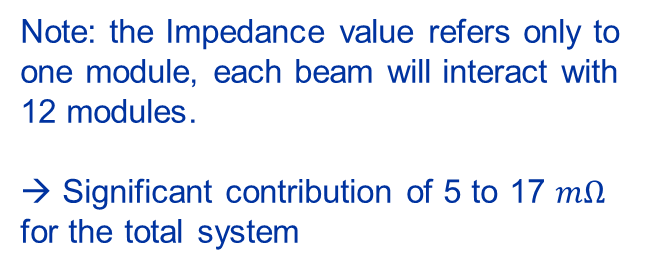 Note: the Impedance value refers only to
one module, each beam will interact with
12 modules.
→ Significant contribution of 5 to 17 mΩ
for the total system